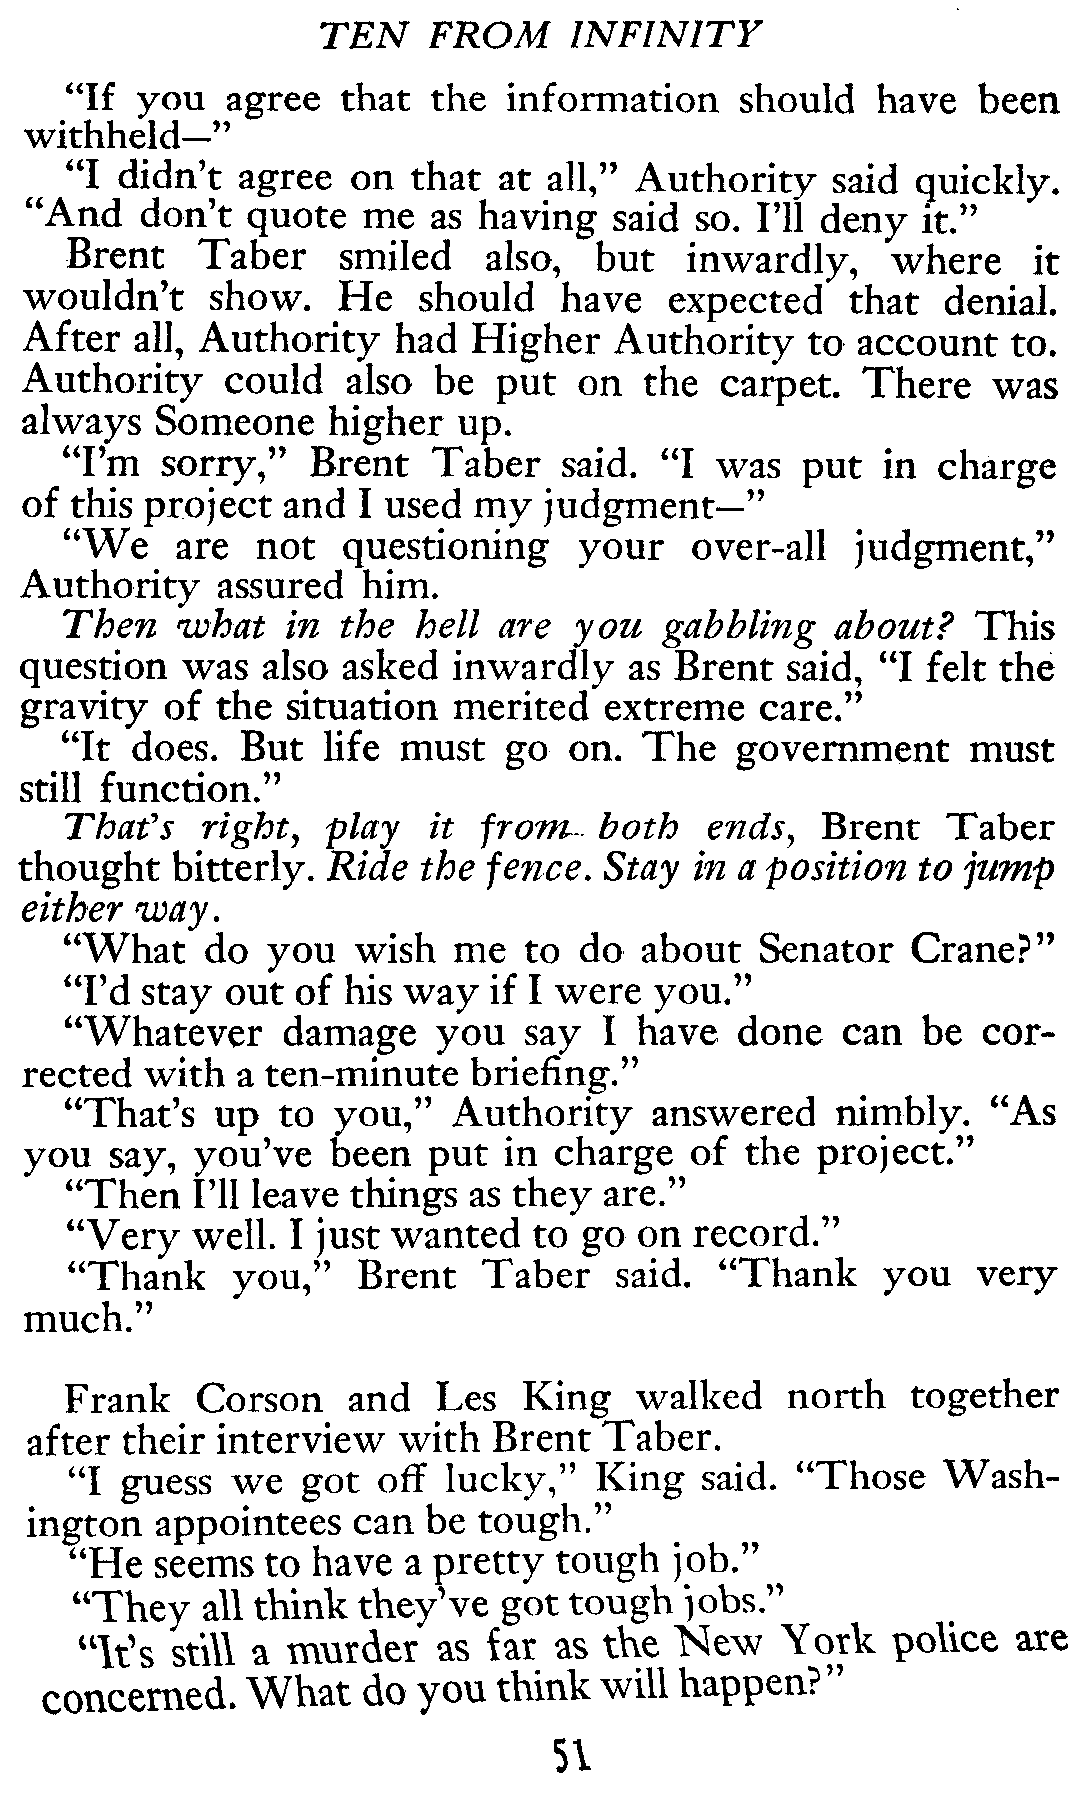 TEN FROM INFINITY
“If you agree that the information should have been
withheld—”
“I didn’t agree on that at all,” Authority said quickly.
“And don’t quote me as having said so. I’ll deny it.”
Brent Taber smiled also, but inwardly, where it
wouldn’t show. He should have expected that denial.
After all, Authority had Higher Authority to account to.
Authority could also be put on the carpet. There was
always Someone higher up.
“I’m sorry,” Brent Taber said. “I was put in charge
of this project and I used my judgment—”
“We are not questioning your over-all judgment,”
Authority assured him.
Then what in the hell are you gabbling about? This
question was also asked inwardly as Brent said, “I felt the
gravity of the situation merited extreme care.”
“It does. But life must go on. The government must
still function.”
That’s right, play it from both ends, Brent Taber
thought bitterly. Ride the fence. Stay in a position to jump
either way.
“What do you wish me to do about Senator Crane?”
“I’d stay out of his way if I were you.”
“Whatever damage you say I have done can be cor-
rected with a ten-minute briefing.”
“That’s up to you,” Authority answered nimbly. “As
you say, you’ve been put in charge of the project.”
“Then I’ll leave things as they are.”
“Very well. I just wanted to go on record.”
“Thank you,” Brent Taber said. “Thank you very
much.”
Frank Corson and Les King walked north together
after their interview with Brent Taber.
“I guess we got off lucky,” King said. “Those Wash-
ington appointees can be tough.”
“He seems to have a pretty tough job.”
“They all think they’ve got tough jobs.”
“It’s still a murder as far as the New York police are
concerned. What do you think will happen?”
51